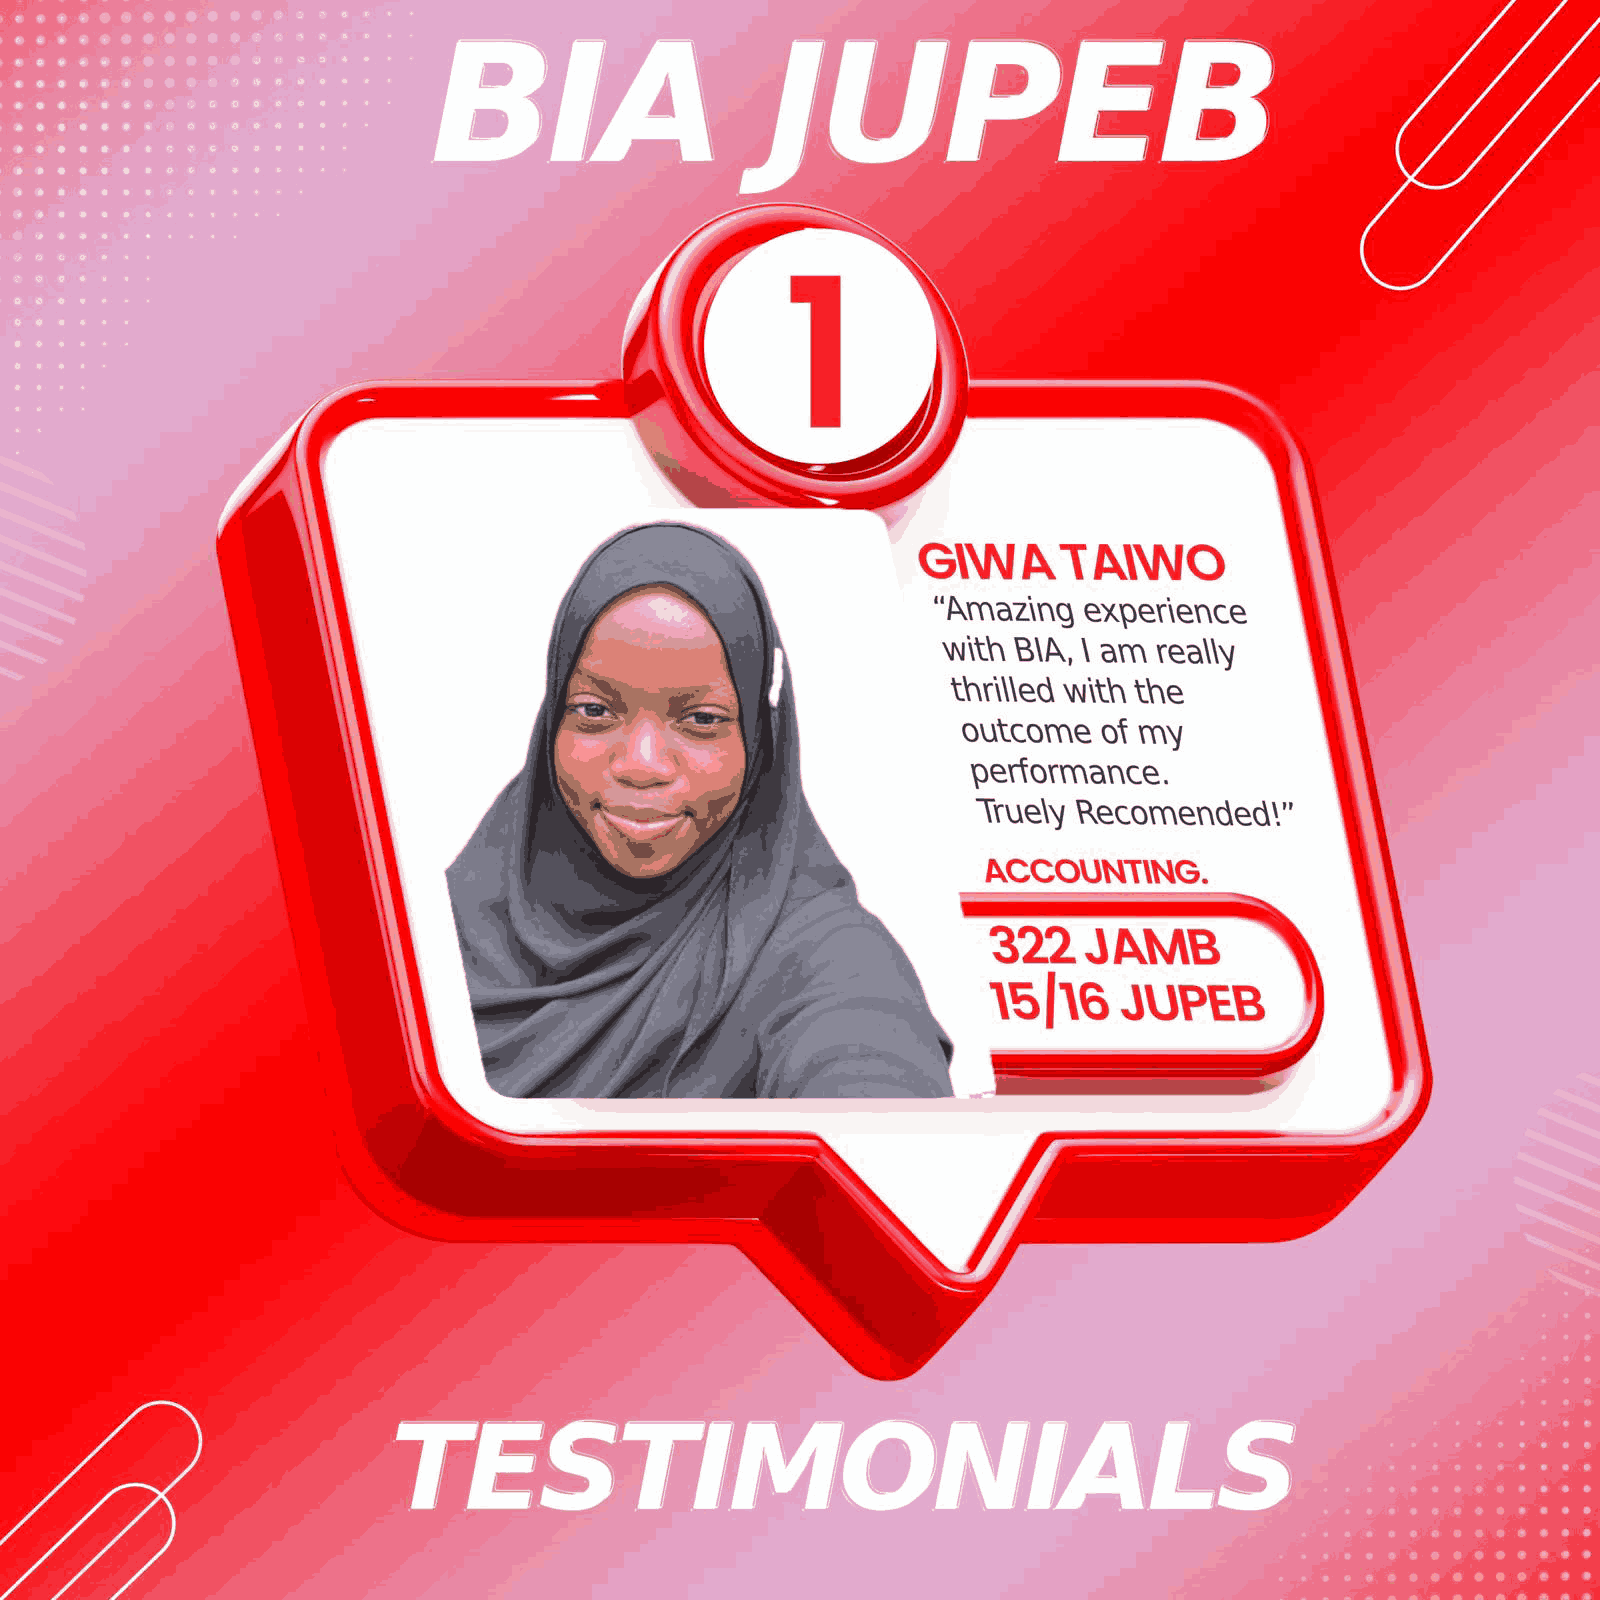 BIA JUPEB
1
GIWA TAIWO
“Amazing experience
with BIA, I am really
thrilled with the
outcome of my
performance.
Truely Recomended!”
ACCOUNTING.
322 JAMB
15/16 JUPEB
TESTIMONIALS